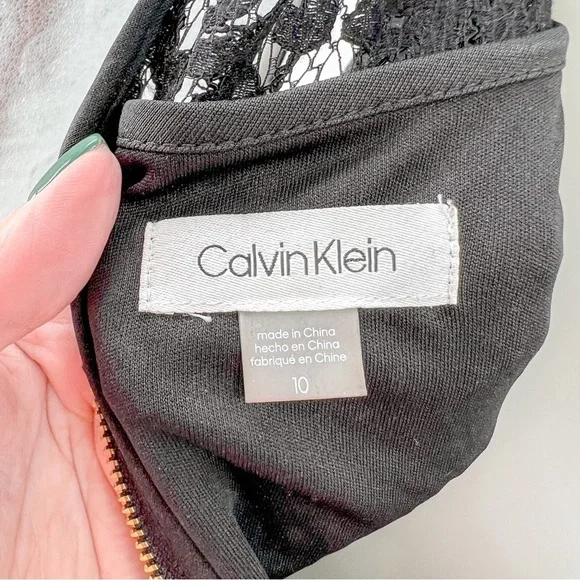 Calvin Klein
made in China
hecho en China
fabriqué en Chine
10